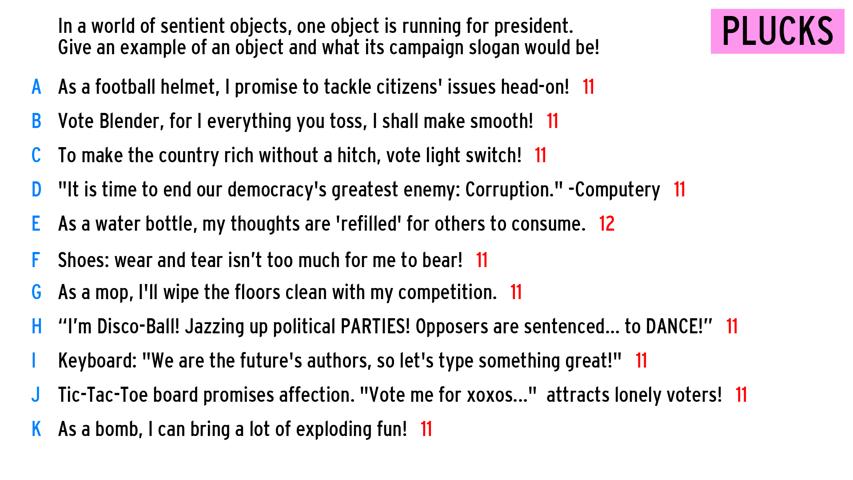 In a world of sentient objects, one object is running for president.
Give an example of an object and what its campaign slogan would be!
PLUCKS
A As a football helmet, I promise to tackle citizens' issues head-on! 11
B Vote Blender, for I everything you toss, I shall make smooth! 11
C To make the country rich without a hitch, vote light switch! 11
D "It is time to end our democracy's greatest enemy: Corruption." -Computery 11
E As a water bottle, my thoughts are 'refilled' for others to consume. 12
F Shoes: wear and tear isn’t too much for me to bear! 11
G As a mop, I'll wipe the floors clean with my competition. 11
H “I’m Disco-Ball! Jazzing up political PARTIES! Opposers are sentenced... to DANCE!” 11
I Keyboard: "We are the future's authors, so let's type something great!" 11
J Tic-Tac-Toe board promises affection. "Vote me for xoxos..." attracts lonely voters! 11
K As a bomb, I can bring a lot of exploding fun! 11